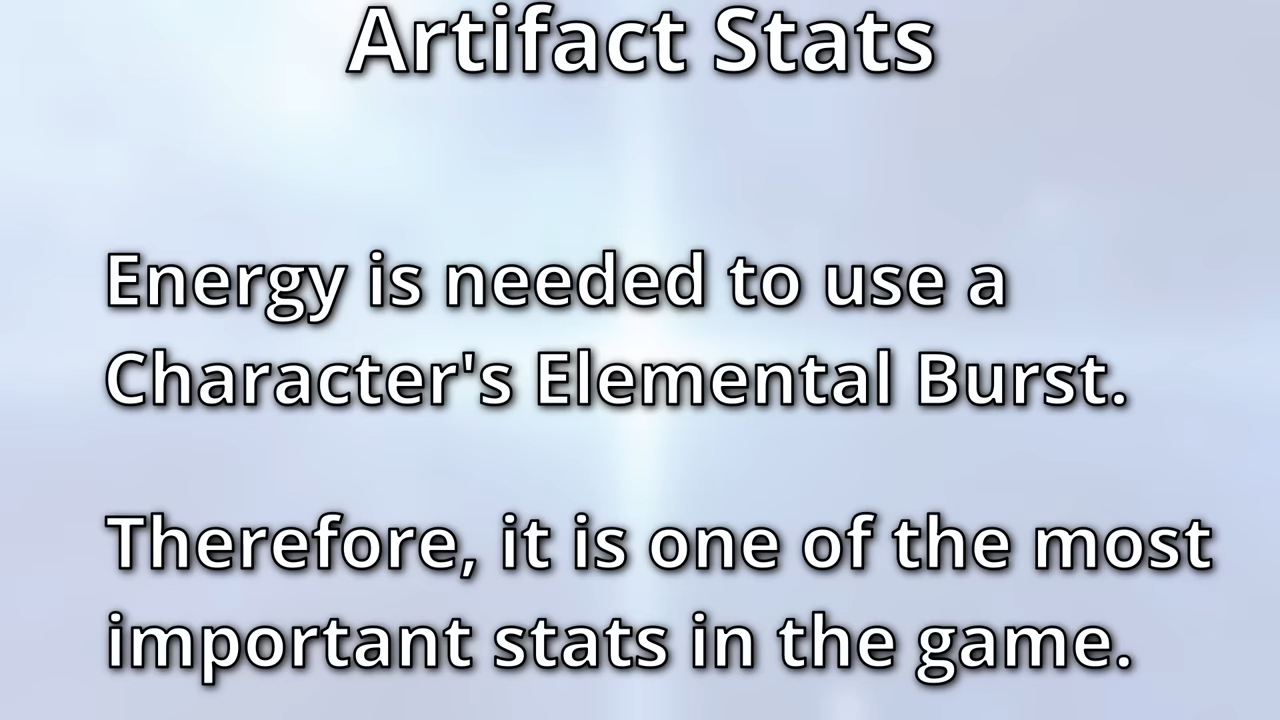 Artifact Stats
Energy is needed to use a
Character's Elemental Burst.
Therefore, it is one of the most
important stats in the game.